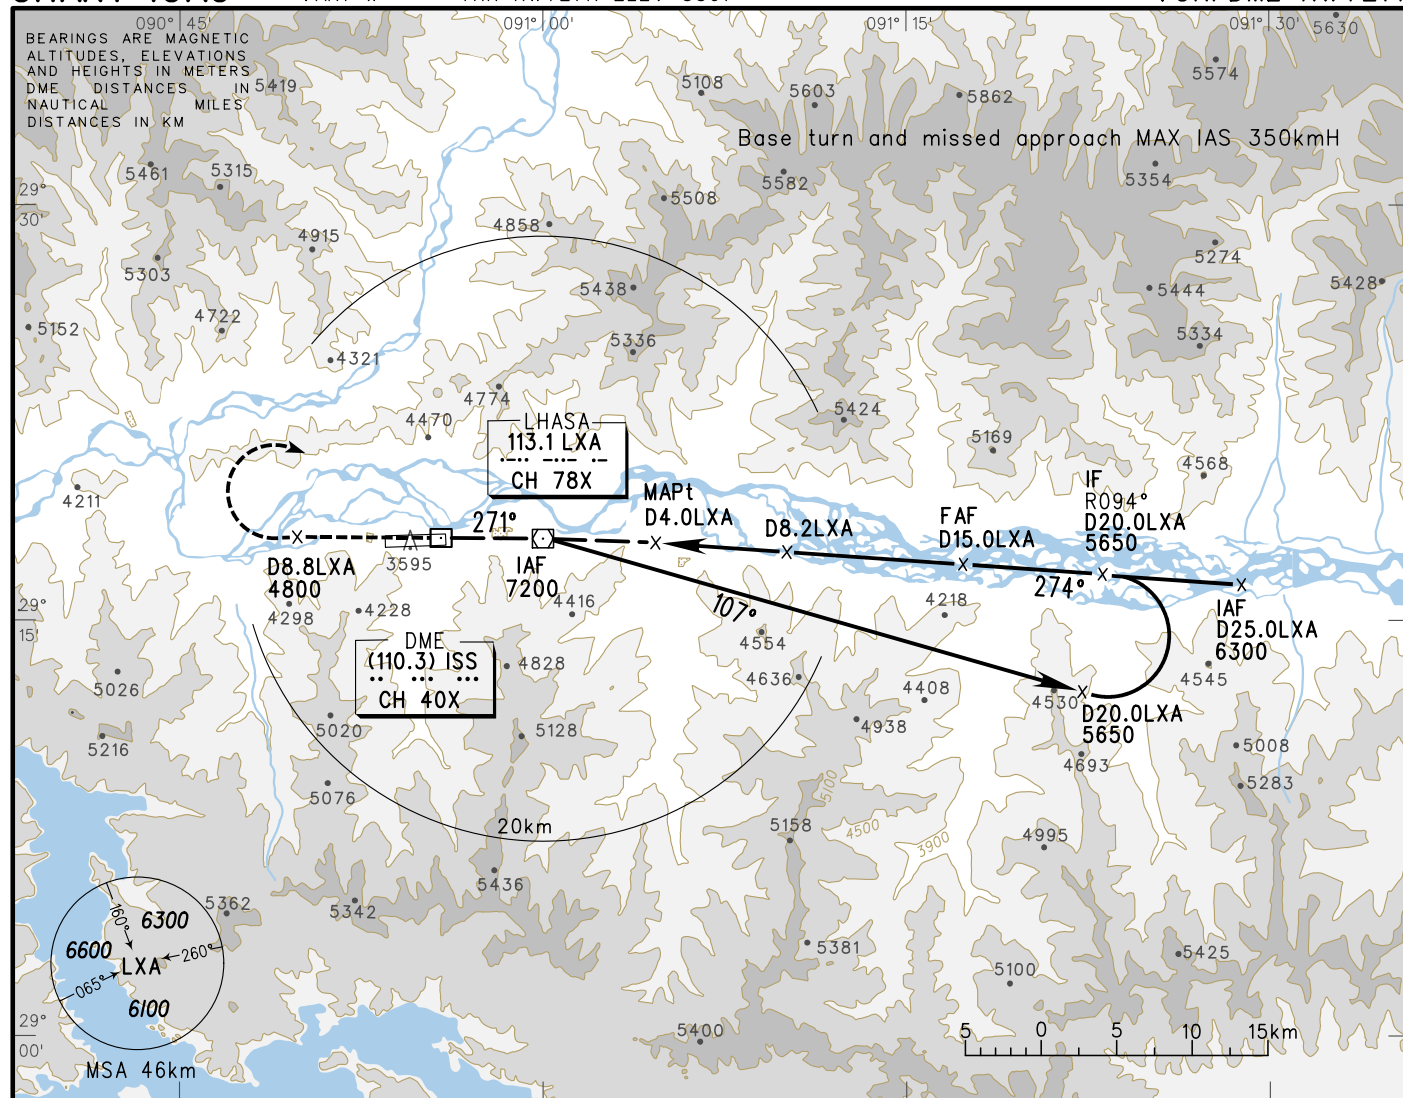 090° 45'
091° 00'
091° 15'
091° 30'
5630
BEARINGS ARE MAGNETIC
ALTITUDES, ELEVATIONS
AND HEIGHTS IN METERS
DME DISTANCES IN
NAUTICAL MILES
DISTANCES IN KM
5419
5108
5603
5862
5574
Base turn and missed approach MAX IAS 350kmH
5461
5315
5582
5354
29°
30'
5508
4858
4915
5303
5274
5438
5444
5428
5152
4722
5336
5334
4321
4774
4470
5424
5169
4568
LHASA
113.1 LXA
CH 78X
4211
MAPt
D4.0LXA
D8.2LXA
FAF
D15.0LXA
IF
R094°
D20.0LXA
5650
271°
3595
D8.8LXA
4800
IAF
7200
274°
107°
IAF
D25.0LXA
6300
4298
4228
4416
4218
29°
15'
4554
DME
(110.3) ISS
CH 40X
4828
4636
4545
5026
4408
4530
D20.0LXA
5650
5020
5128
4938
5216
5008
4693
5076
5283
5100
20km
5158
4500
3900
4995
5436
5362
5342
160°
6300
6600
260°
LXA
065°
6100
5381
5425
5100
29°
00'
5400
5 0 5 10 15km
MSA 46km